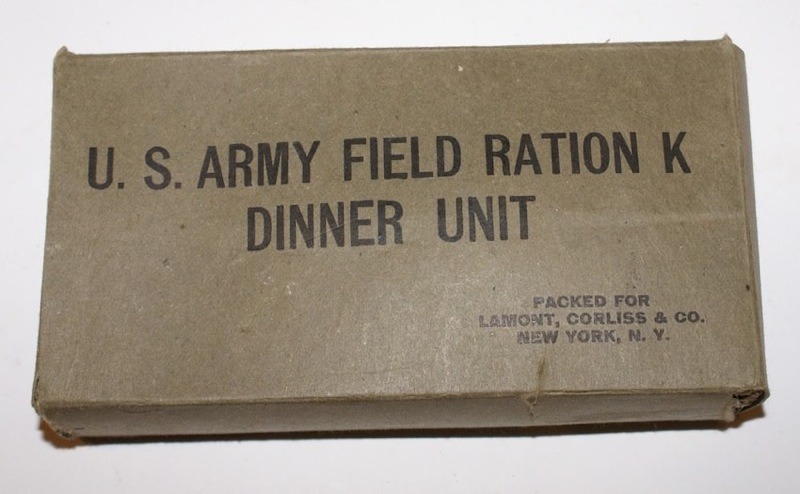 U. S. ARMY FIELD RATION K
DINNER UNIT
PACKED FOR
LAMONT, CORLISS & CO.
NEW YORK, N. Y.